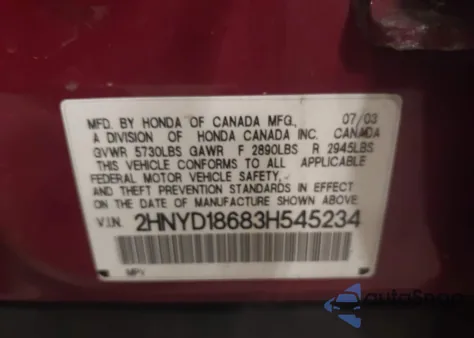 MFD. BY HONDA OF CANADA MFG., 07/03
A DIVISION OF HONDA CANADA INC. CANADA
GVWR 5730LBS GAWR F 2890LBS R 2945LBS
THIS VEHICLE CONFORMS TO ALL APPLICABLE
FEDERAL MOTOR VEHICLE SAFETY,
AND THEFT PREVENTION STANDARDS IN EFFECT
ON THE DATE OF MANUFACTURE SHOWN ABOVE.
V.I.N. 2HNYD18683H545234
MPV